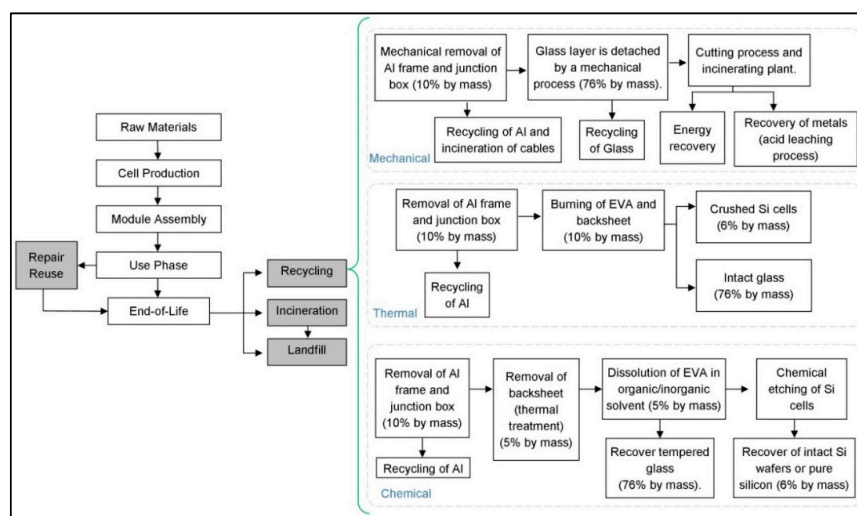 Raw Materials
Cell Production
Module Assembly
Use Phase
Repair
Reuse
End-of-Life
Recycling
Incineration
Landfill
Mechanical removal of
Al frame and junction
box (10% by mass)
Glass layer is detached
by a mechanical
process (76% by mass).
Cutting process and
incinerating plant.
Recycling of Al and
incineration of cables
Recycling
of Glass
Energy
recovery
Recovery of metals
(acid leaching
process)
Mechanical
Removal of Al frame
and junction box
(10% by mass)
Burning of EVA and
backsheet
(10% by mass)
Crushed Si cells
(6% by mass)
Recycling
of Al
Intact glass
(76% by mass)
Thermal
Removal of Al
frame and
junction box
(10% by mass)
Removal of
backsheet
(thermal
treatment)
(5% by mass)
Dissolution of EVA in
organic/inorganic
solvent (5% by mass)
Chemical
etching of Si
cells
Recycling of Al
Recover tempered
glass
(76% by mass).
Recover of intact Si
wafers or pure
silicon (6% by mass)
Chemical